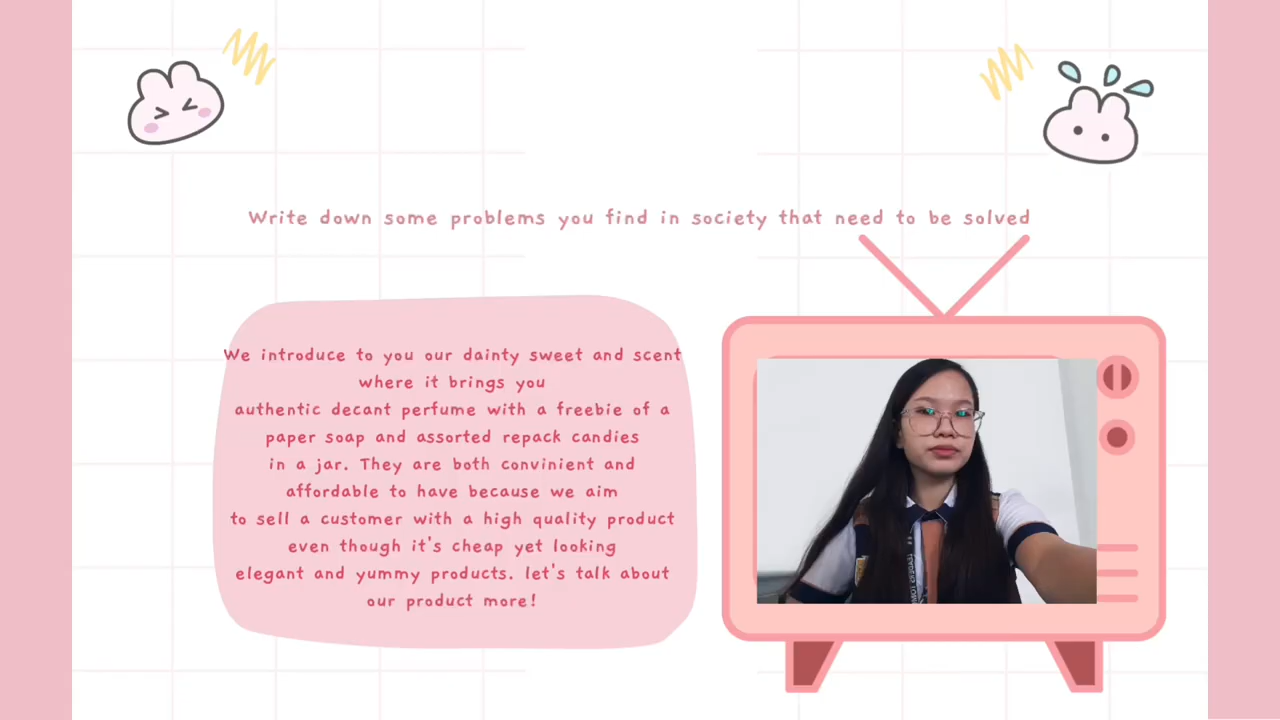 Write down some problems you find in society that need to be solved
We introduce to you our dainty sweet and scent
where it brings you
authentic decant perfume with a freebie of a
paper soap and assorted repack candies
in a jar. They are both convinient and
affordable to have because we aim
to sell a customer with a high quality product
even though it's cheap yet looking
elegant and yummy products. let's talk about
our product more!